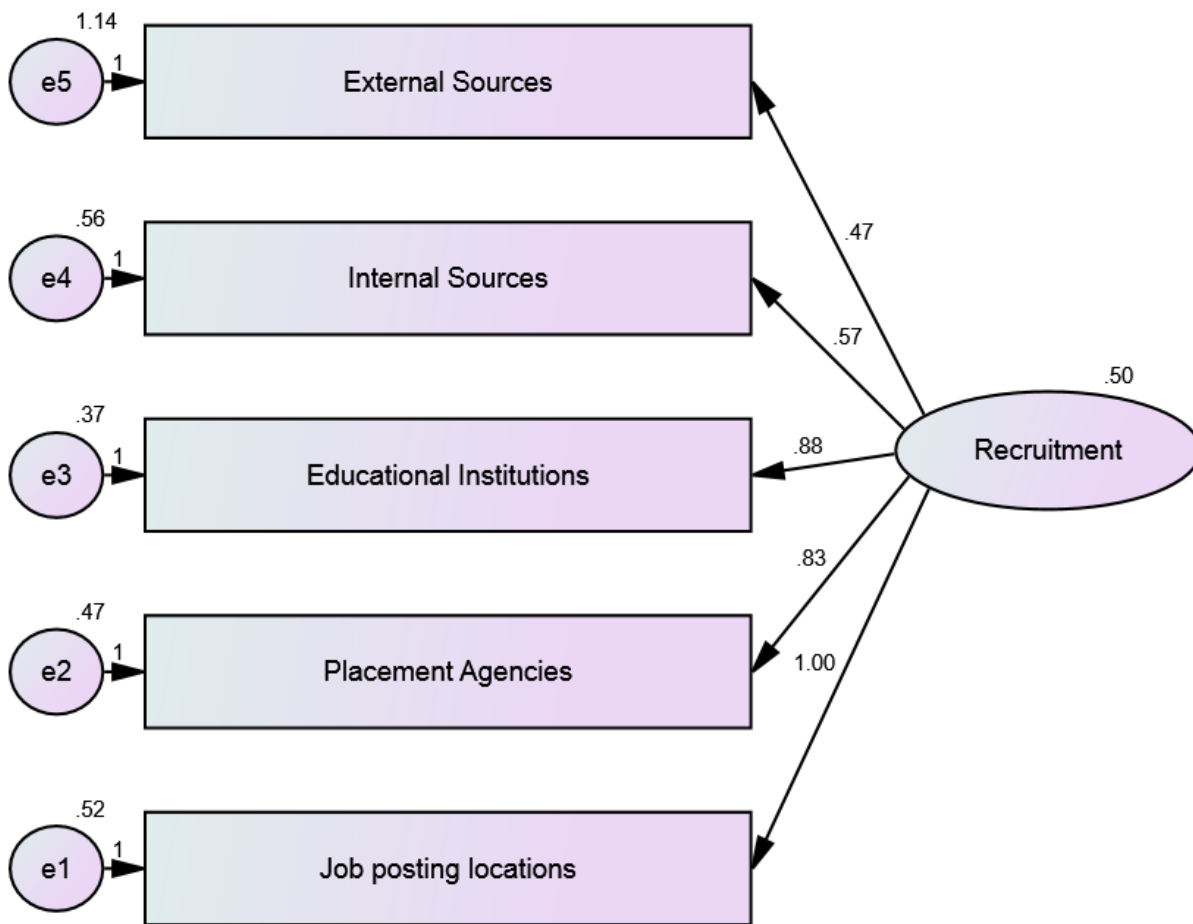 1.14
e5
1
External Sources
.47
.56
e4
1
Internal Sources
.57
.50
Recruitment
.37
e3
1
Educational Institutions
.88
.83
.47
e2
1
Placement Agencies
1.00
.52
e1
1
Job posting locations